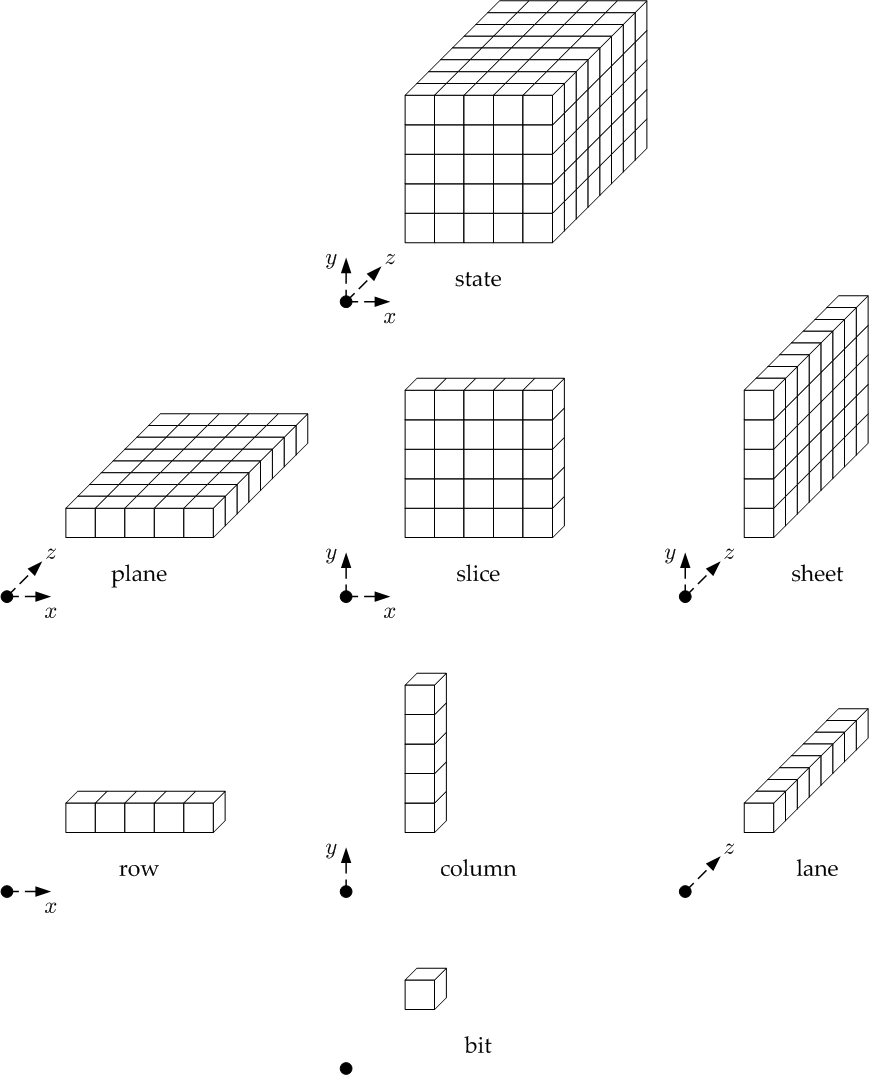 y z
state
x
z y y z
plane slice sheet
x x
y z
row column lane
x
bit